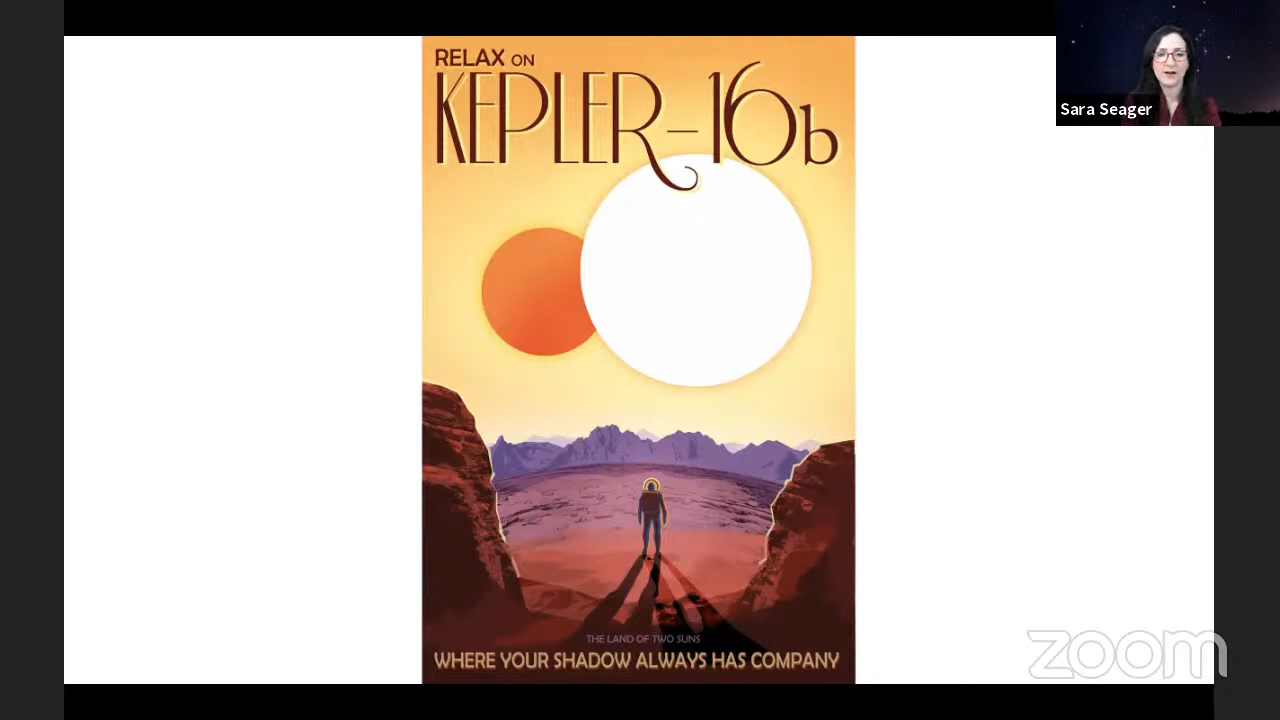 RELAX ON
KEPLER-16b
Sara Seager
THE LAND OF TWO SUNS
WHERE YOUR SHADOW ALWAYS HAS COMPANY
zoom